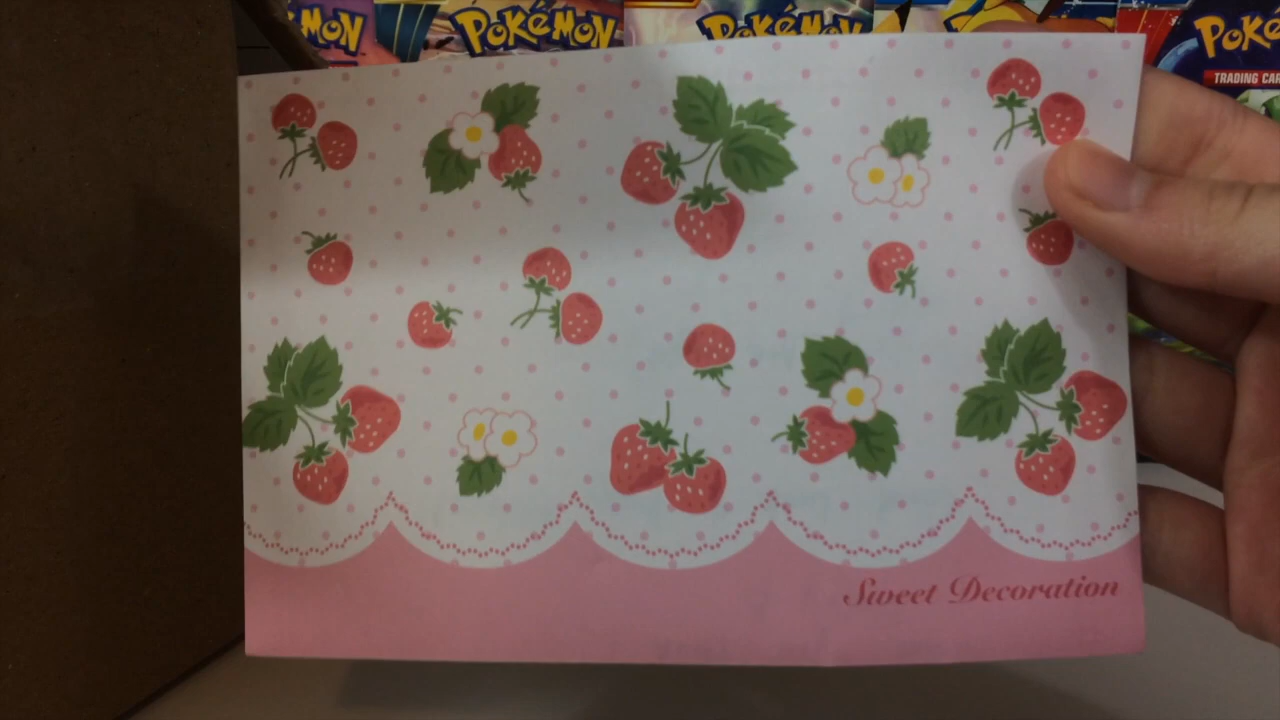 MON
POKéMON
POKéMON
POKé
TRADING CAR
Sweet Decoration